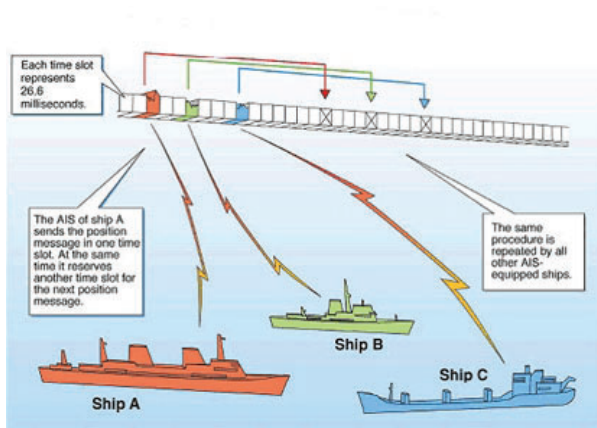 Each time slot
represents
26,6
milliseconds.
The AIS of ship A
sends the position
message in one time
slot. At the same
time it reserves
another time slot for
the next position
message.
The same
procedure is
repeated by all
other AIS-
equipped ships.
Ship B
Ship C
Ship A